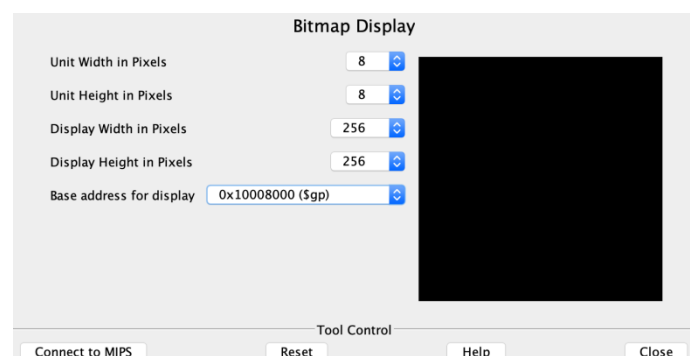 Bitmap Display
Unit Width in Pixels 8
Unit Height in Pixels 8
Display Width in Pixels 256
Display Height in Pixels 256
Base address for display 0x10008000 ($gp)
Tool Control
Connect to MIPS Reset Help Close